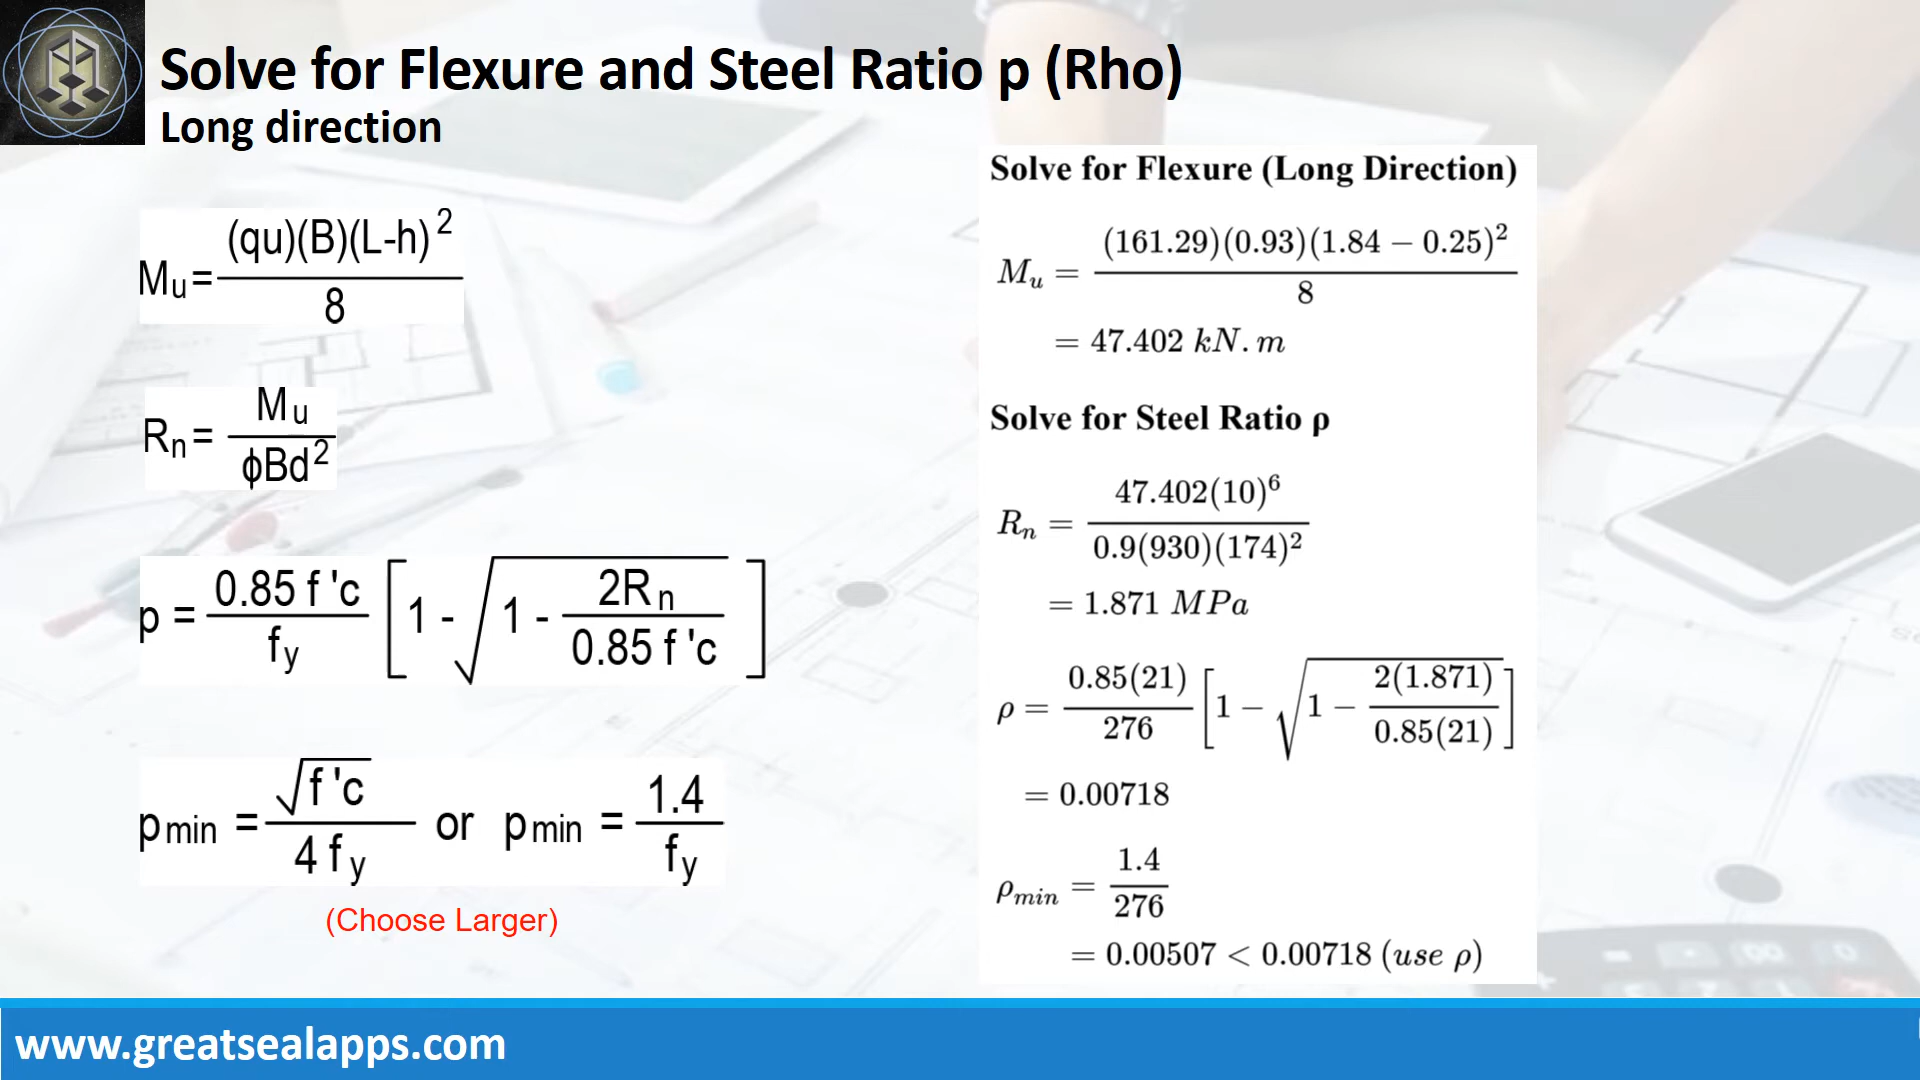 Solve for Flexure and Steel Ratio p (Rho)
Long direction
Mu = (qu)(B)(L-h)² / 8
Rn = Mu / ϕBd²
p = 0.85 f 'c / fy [1 - √(1 - 2Rn / 0.85 f 'c)]
pmin = √f 'c / 4 fy or pmin = 1.4 / fy
(Choose Larger)
Solve for Flexure (Long Direction)
Mu = (161.29)(0.93)(1.84 − 0.25)² / 8
= 47.402 kN.m
Solve for Steel Ratio ρ
Rn = 47.402(10)⁶ / 0.9(930)(174)²
= 1.871 MPa
ρ = 0.85(21) / 276 [1 − √(1 − 2(1.871) / 0.85(21))]
= 0.00718
ρmin = 1.4 / 276
= 0.00507 < 0.00718 (use ρ)
www.greatsealapps.com